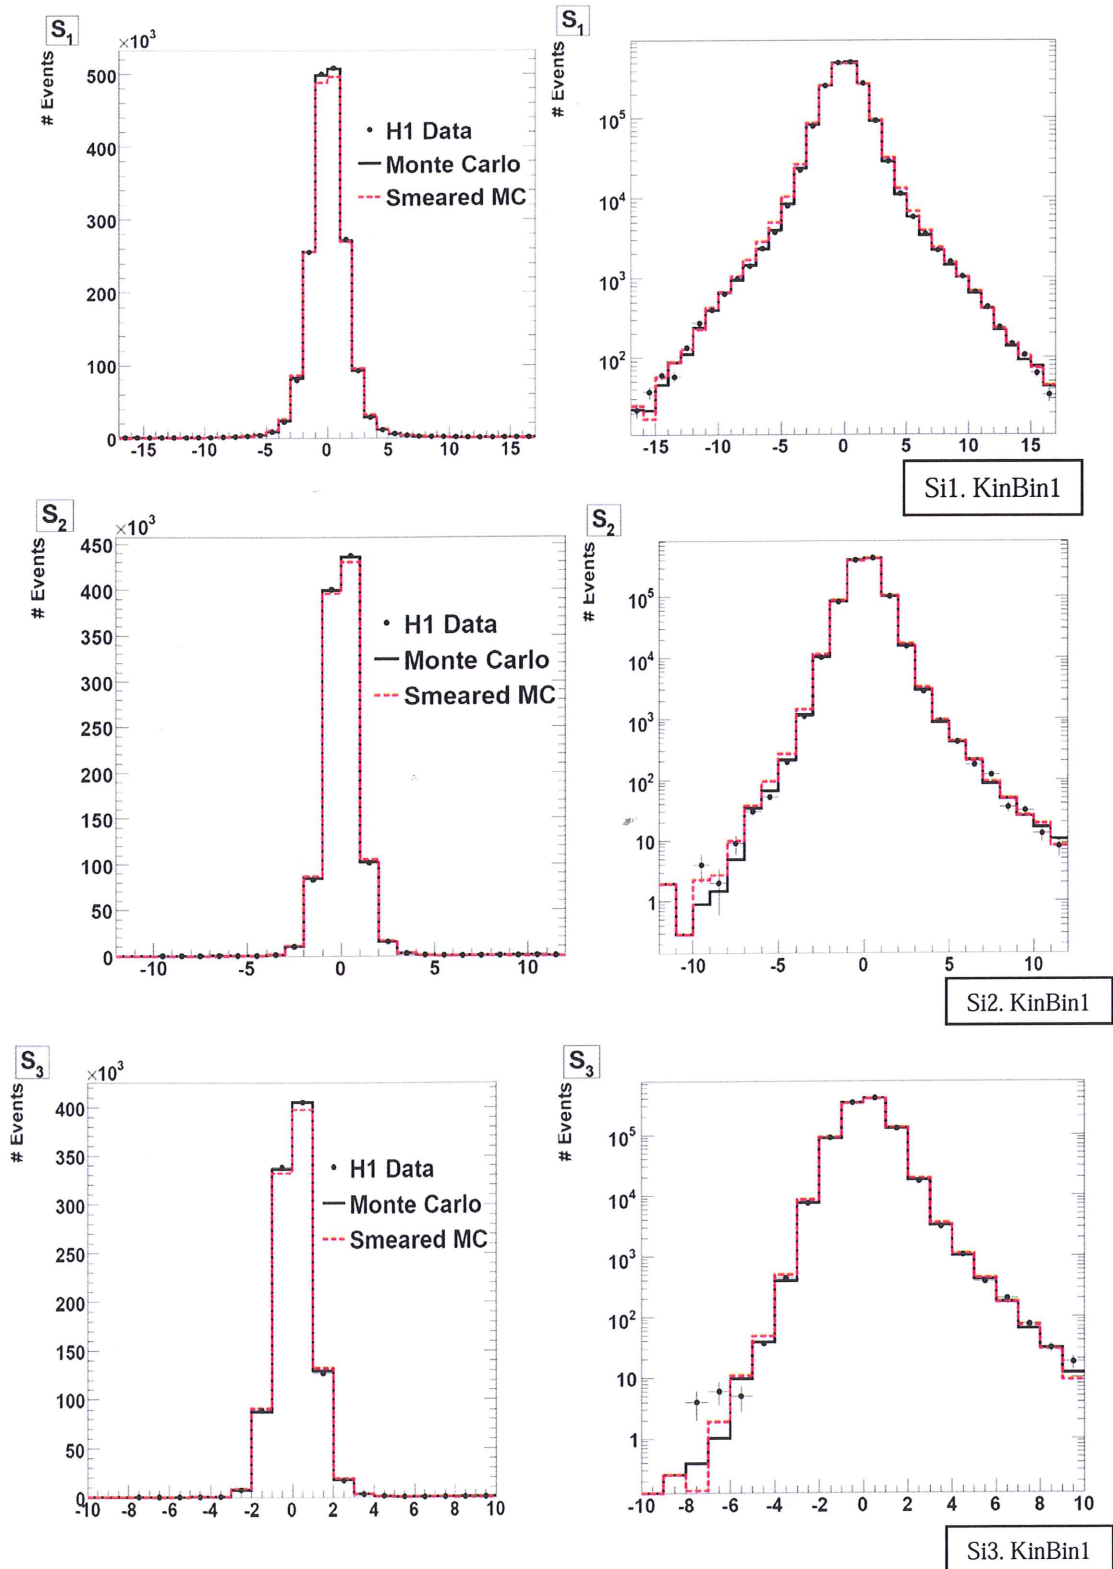 S1
×10³
# Events
500
400
300
200
100
0
-15 -10 -5 0 5 10 15
H1 Data
Monte Carlo
Smeared MC
S1
# Events
10⁵
10⁴
10³
10²
-15 -10 -5 0 5 10 15
Si1. KinBin1
S2
×10³
# Events
450
400
350
300
250
200
150
100
50
0
-10 -5 0 5 10
H1 Data
Monte Carlo
Smeared MC
S2
# Events
10⁵
10⁴
10³
10²
10
1
-10 -5 0 5 10
Si2. KinBin1
S3
×10³
# Events
400
350
300
250
200
150
100
50
0
-10 -8 -6 -4 -2 0 2 4 6 8 10
H1 Data
Monte Carlo
Smeared MC
S3
# Events
10⁵
10⁴
10³
10²
10
1
-10 -8 -6 -4 -2 0 2 4 6 8 10
Si3. KinBin1